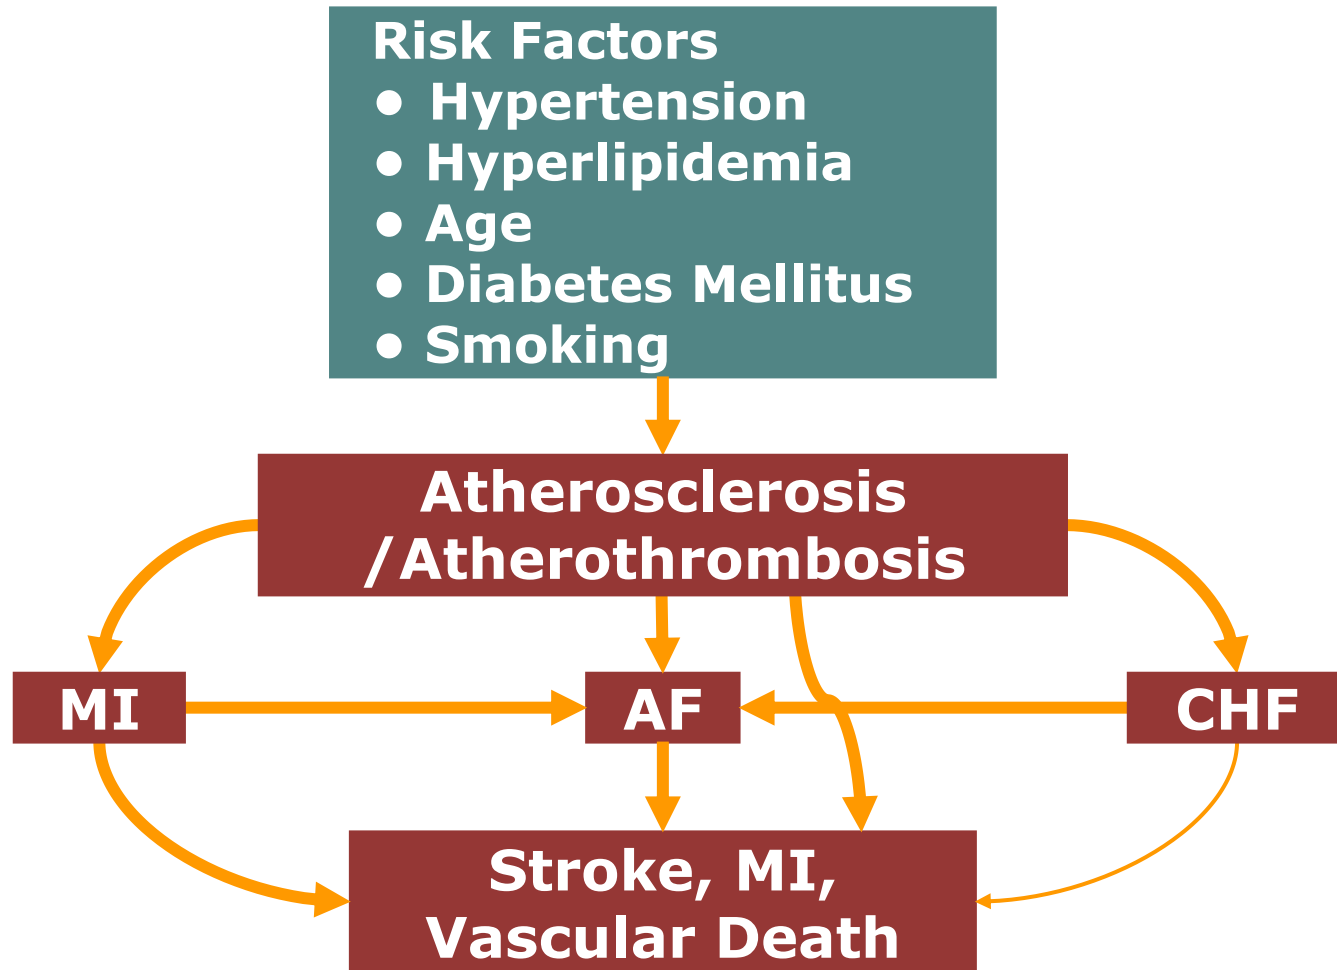 Risk Factors
● Hypertension
● Hyperlipidemia
● Age
● Diabetes Mellitus
● Smoking
Atherosclerosis
/Atherothrombosis
MI
AF
CHF
Stroke, MI,
Vascular Death